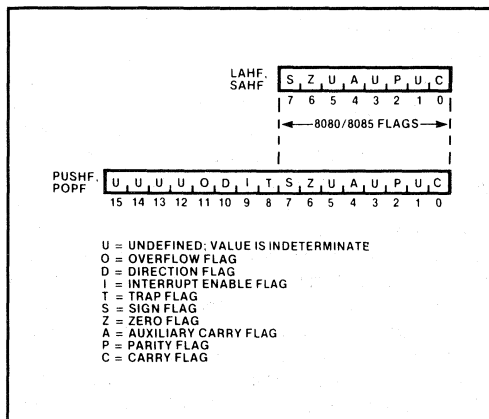 LAHF,
SAHF
S Z U A U P U C
7 6 5 4 3 2 1 0
8080/8085 FLAGS
PUSHF,
POPF
U U U U O D I T S Z U A U P U C
15 14 13 12 11 10 9 8 7 6 5 4 3 2 1 0
U = UNDEFINED; VALUE IS INDETERMINATE
O = OVERFLOW FLAG
D = DIRECTION FLAG
I = INTERRUPT ENABLE FLAG
T = TRAP FLAG
S = SIGN FLAG
Z = ZERO FLAG
A = AUXILIARY CARRY FLAG
P = PARITY FLAG
C = CARRY FLAG